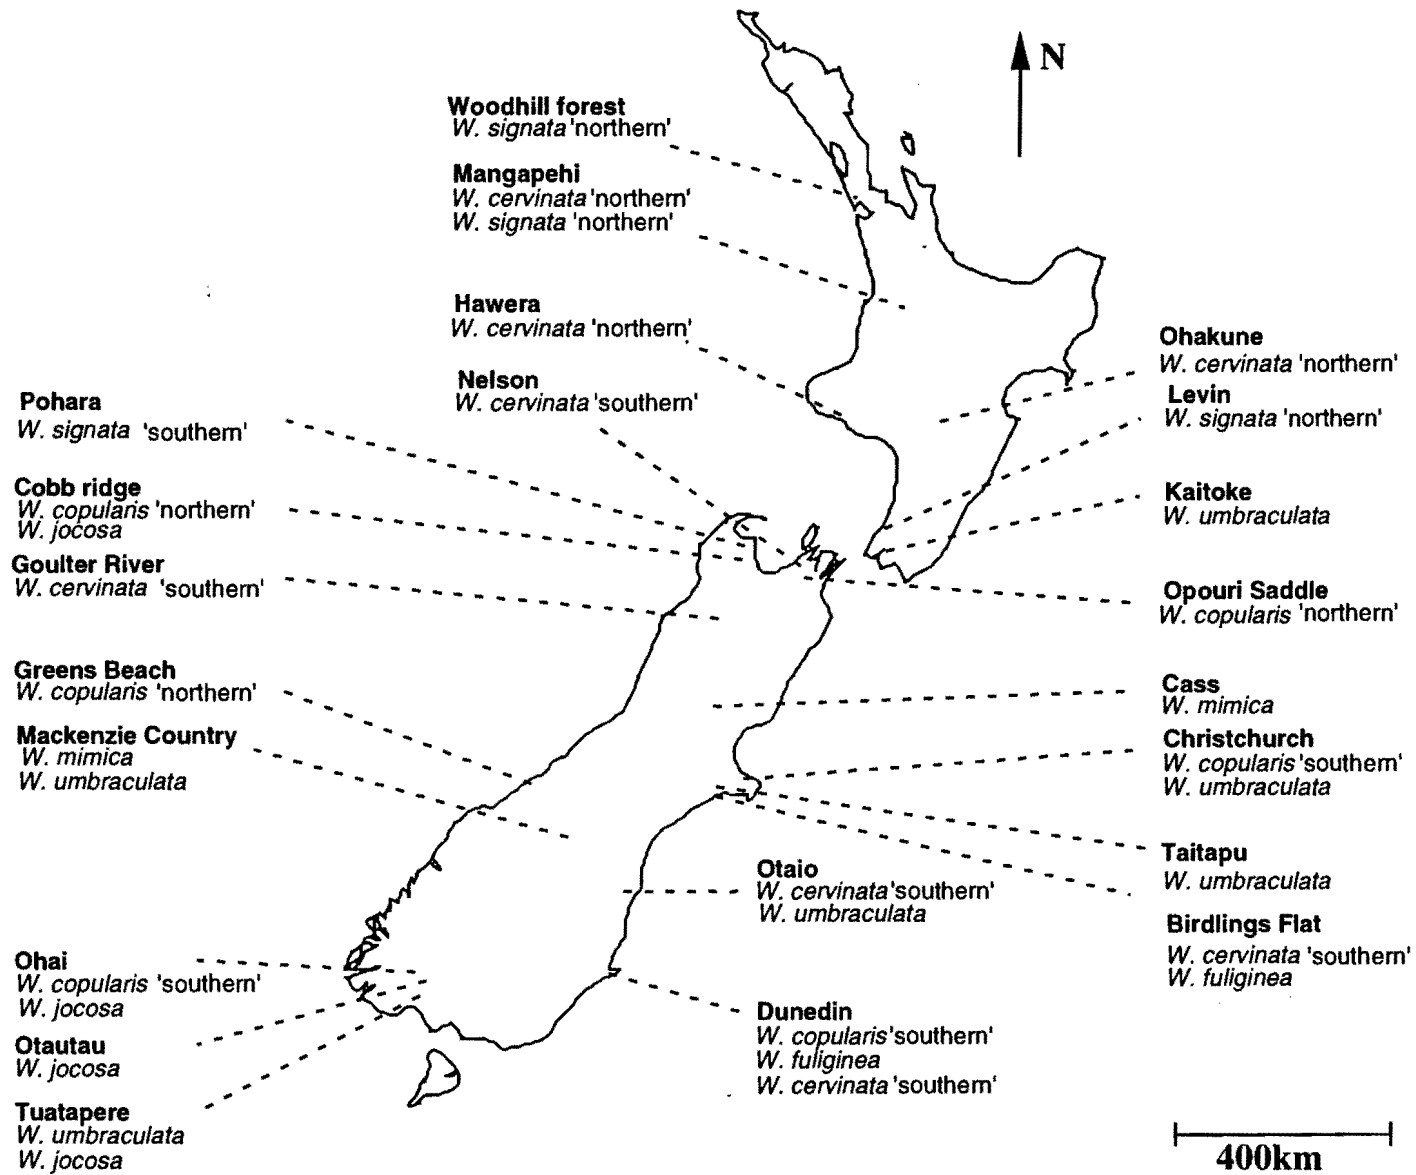 N
Woodhill forest
W. signata 'northern'
Mangapehi
W. cervinata 'northern'
W. signata 'northern'
Hawera
W. cervinata 'northern'
Nelson
W. cervinata 'southern'
Pohara
W. signata 'southern'
Cobb ridge
W. copularis 'northern'
W. jocosa
Goulter River
W. cervinata 'southern'
Greens Beach
W. copularis 'northern'
Mackenzie Country
W. mimica
W. umbraculata
Ohai
W. copularis 'southern'
W. jocosa
Otautau
W. jocosa
Tuatapere
W. umbraculata
W. jocosa
Ohakune
W. cervinata 'northern'
Levin
W. signata 'northern'
Kaitoke
W. umbraculata
Opouri Saddle
W. copularis 'northern'
Cass
W. mimica
Christchurch
W. copularis 'southern'
W. umbraculata
Taitapu
W. umbraculata
Birdlings Flat
W. cervinata 'southern'
W. fuliginea
Otaio
W. cervinata 'southern'
W. umbraculata
Dunedin
W. copularis 'southern'
W. fuliginea
W. cervinata 'southern'
400km